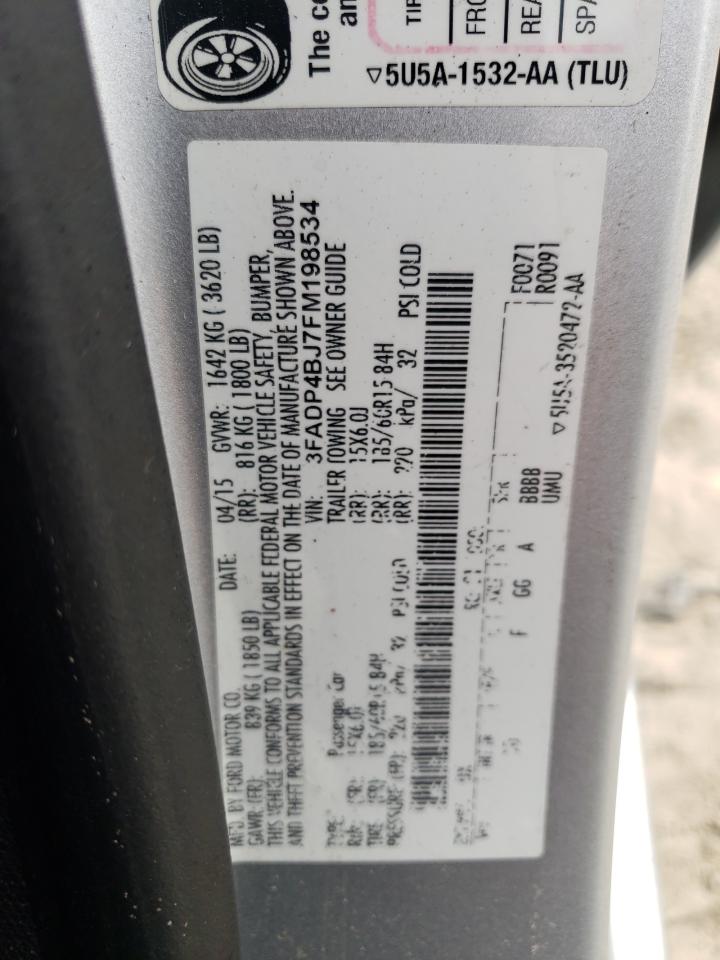 The co
an
TIR
FRO
REA
SPA
▽5U5A-1532-AA (TLU)
MFD. BY FORD MOTOR CO.
DATE: 04/15 GVWR: 1642 KG ( 3620 LB)
GAWR (FR): 839 KG ( 1850 LB) (RR): 816 KG ( 1800 LB)
THIS VEHICLE CONFORMS TO ALL APPLICABLE FEDERAL MOTOR VEHICLE SAFETY, BUMPER,
AND THEFT PREVENTION STANDARDS IN EFFECT ON THE DATE OF MANUFACTURE SHOWN ABOVE.
VIN: 3FADP4BJ7FM198534
TYPE: Passenger Car TRAILER TOWING SEE OWNER GUIDE
RIM (FR): 15X6.0J (RR): 15X6.0J
TIRE (FR): 185/60R15 84H (RR): 185/60R15 84H
PRESSURE (FR): 220 kPa/ 32 PSI COLD (RR): 220 kPa/ 32 PSI COLD
F0071
BBBB R0091
F GG A UMU
▽5U5A-3520472-AA